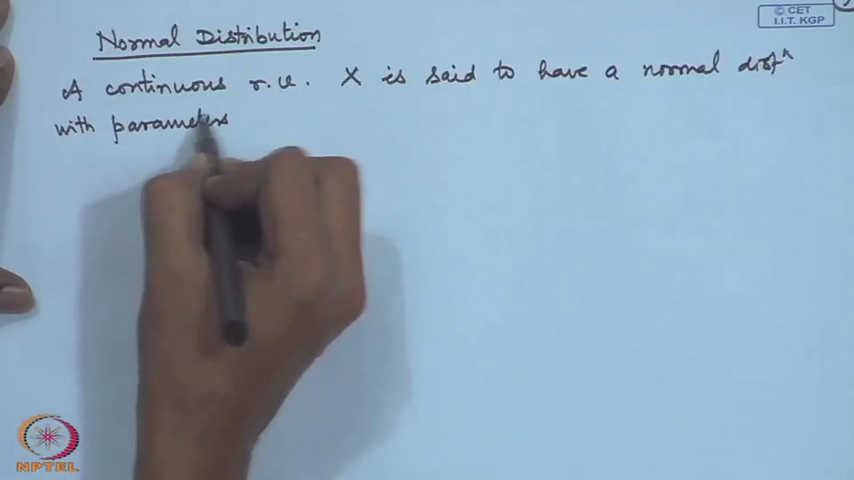 © CET
I.I.T. KGP
Normal Distribution
A continuous r.v. X is said to have a normal distⁿ
with parameters
NPTEL